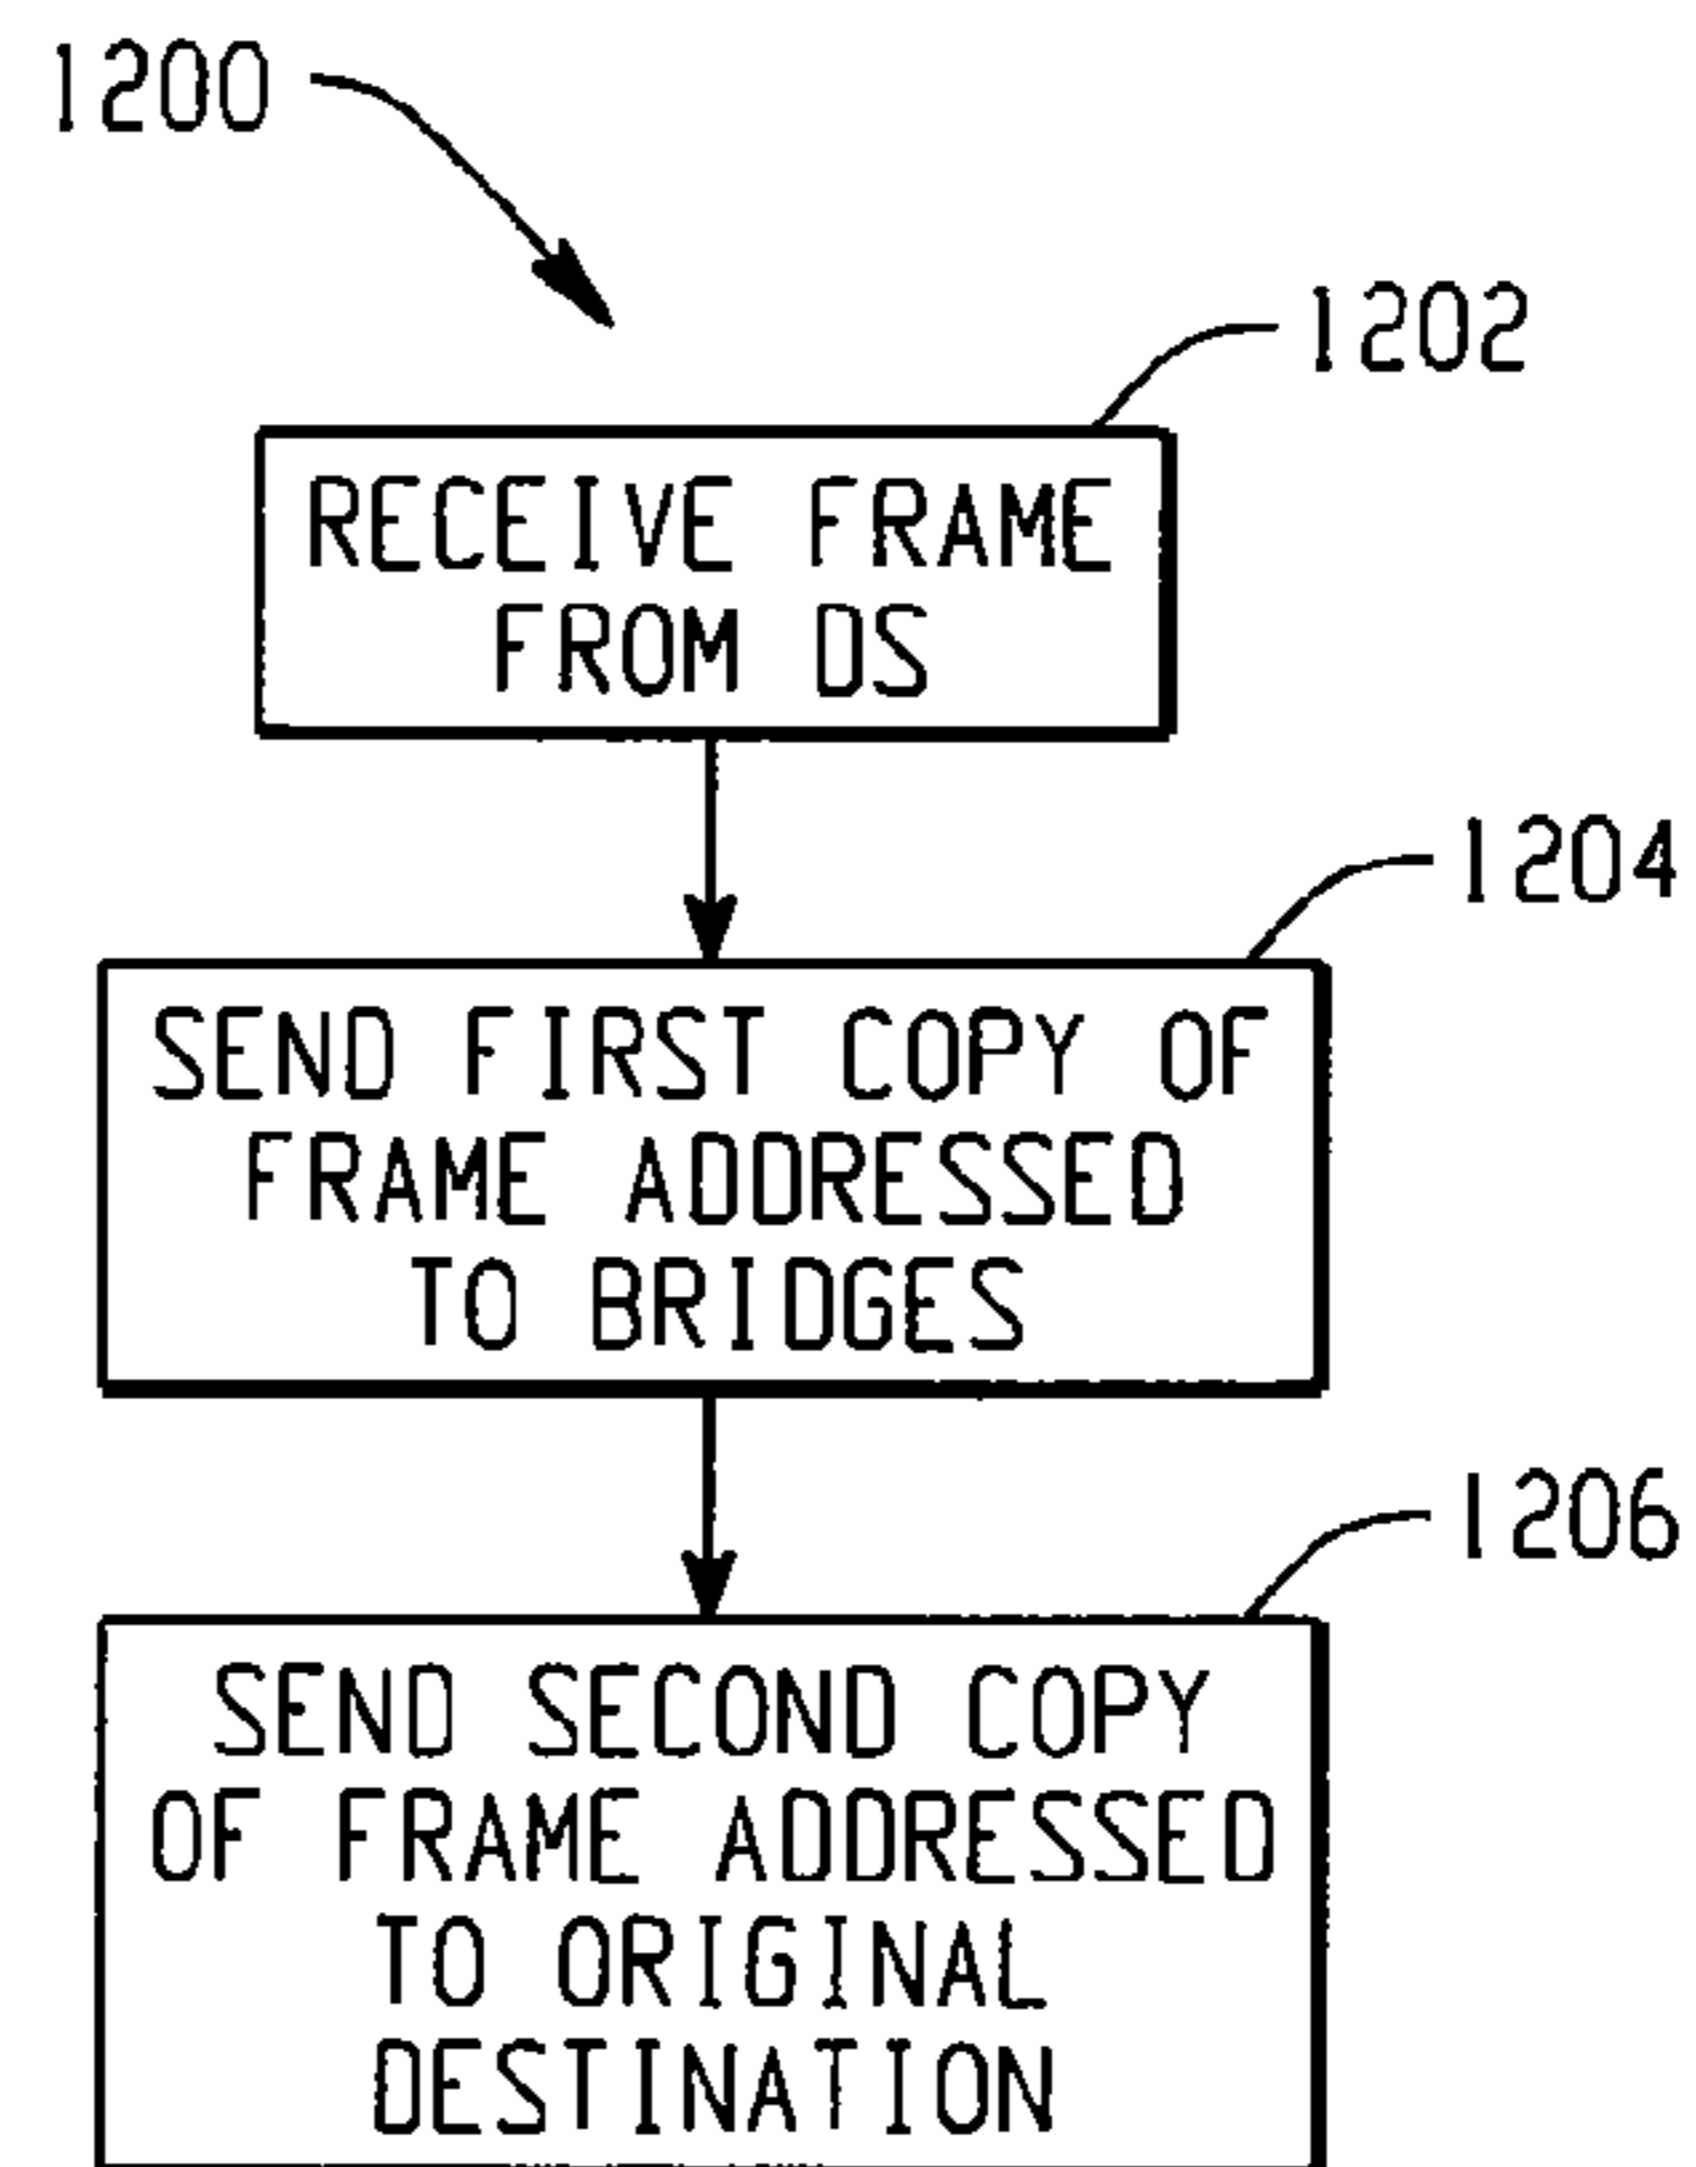 1200
1202
RECEIVE FRAME
FROM DS
1204
SEND FIRST COPY OF
FRAME ADDRESSED
TO BRIDGES
1206
SEND SECOND COPY
OF FRAME ADDRESSED
TO ORIGINAL
DESTINATION